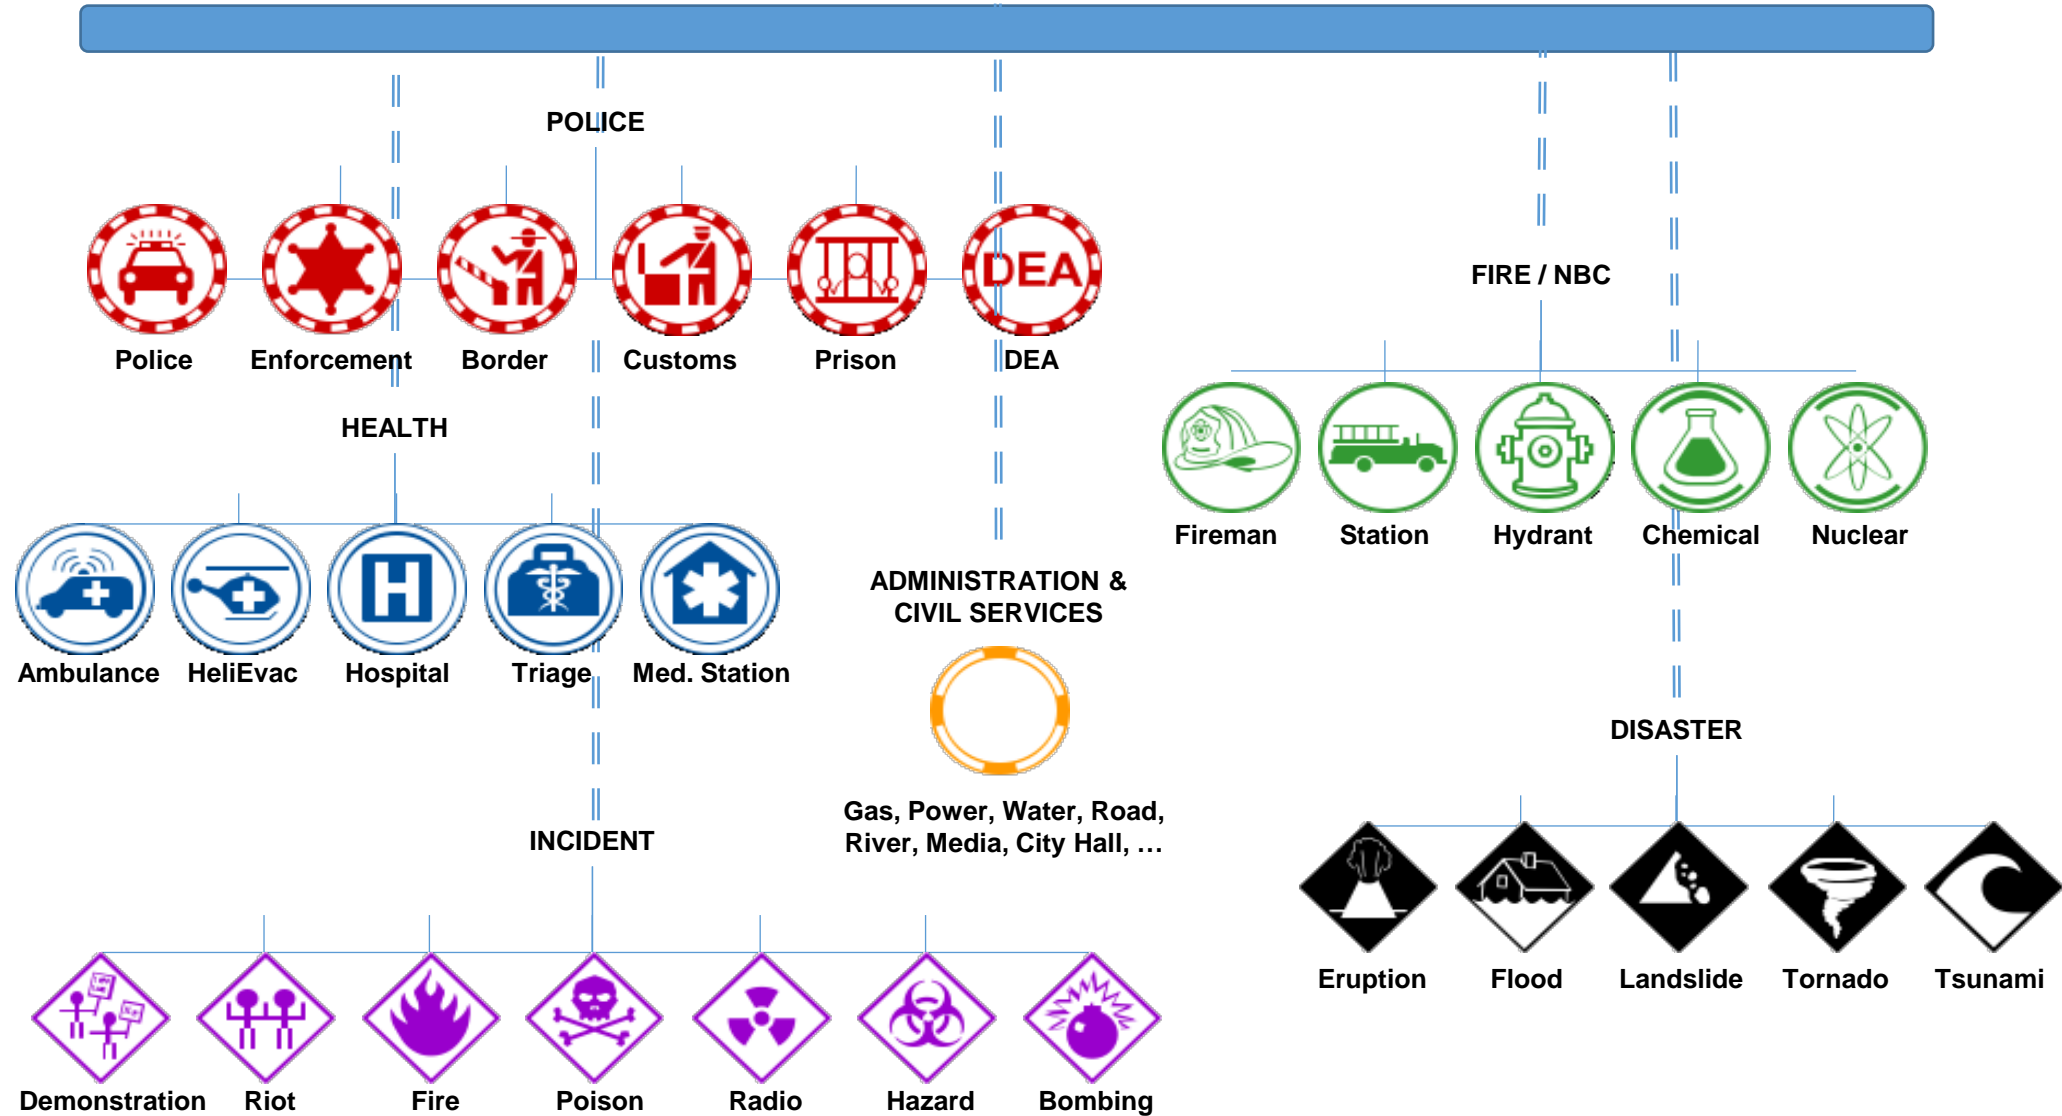 POLICE
DEA
Police
Enforcement
Border
Customs
Prison
DEA
HEALTH
H
Ambulance
HeliEvac
Hospital
Triage
Med. Station
FIRE / NBC
Fireman
Station
Hydrant
Chemical
Nuclear
ADMINISTRATION &
CIVIL SERVICES
Gas, Power, Water, Road,
River, Media, City Hall, …
DISASTER
Eruption
Flood
Landslide
Tornado
Tsunami
INCIDENT
Demonstration
Riot
Fire
Poison
Radio
Hazard
Bombing